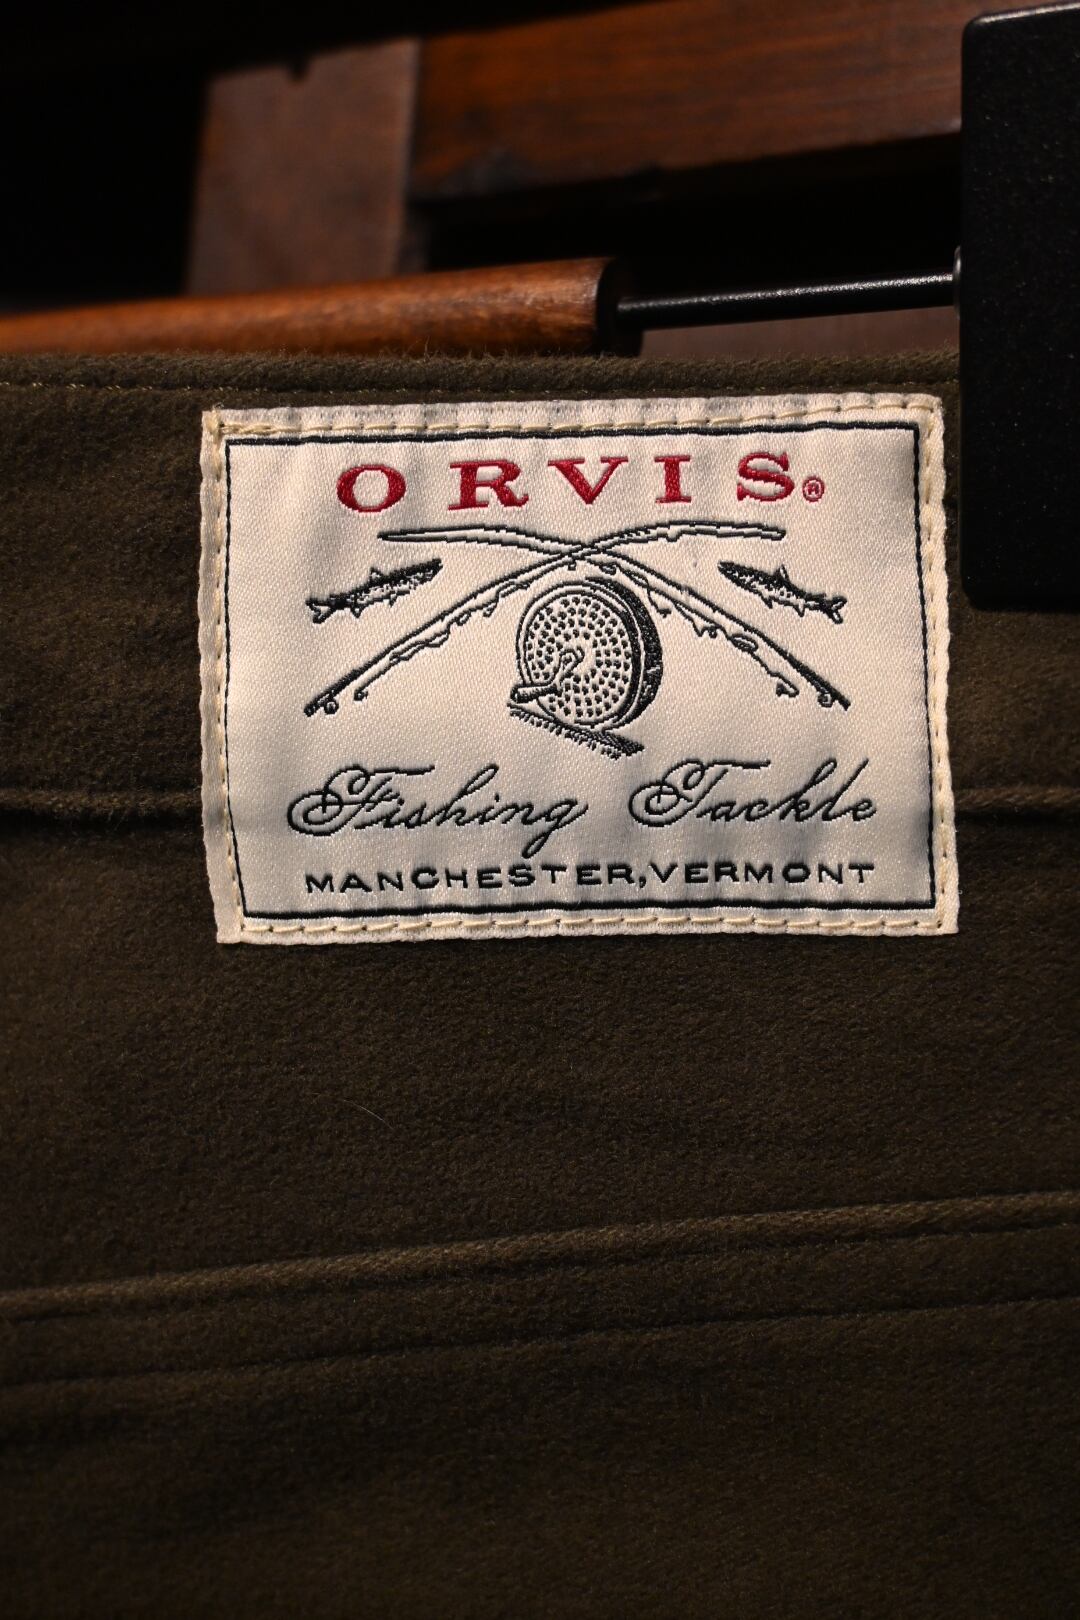 ORVIS®
Fishing Tackle
MANCHESTER, VERMONT